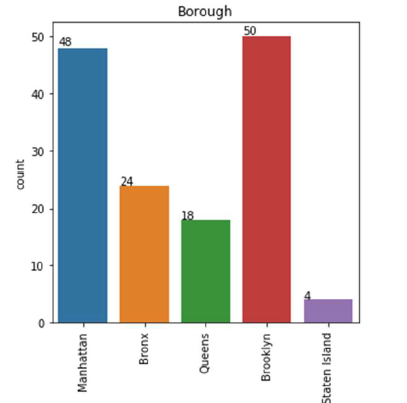 Borough
50
48
50
40
30
24
20
18
10
4
0
count
Manhattan
Bronx
Queens
Brooklyn
Staten Island